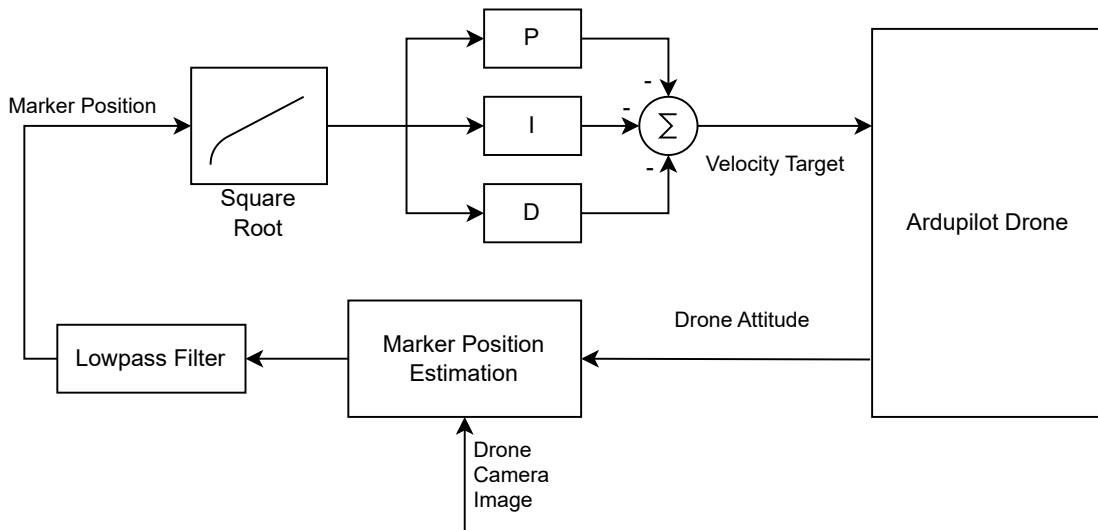 P
Marker Position
-
-
I
Σ
Square
Root
-
Velocity Target
D
Ardupilot Drone
Drone Attitude
Lowpass Filter
Marker Position
Estimation
Drone
Camera
Image